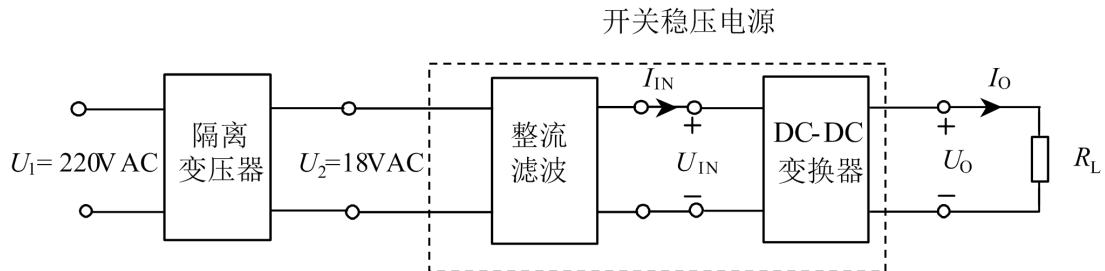 开关稳压电源
I_IN
I_O
隔离
变压器
整流
滤波
DC-DC
变换器
+
+
U_1=220V AC
U_2=18VAC
U_IN
U_O
R_L
−
−